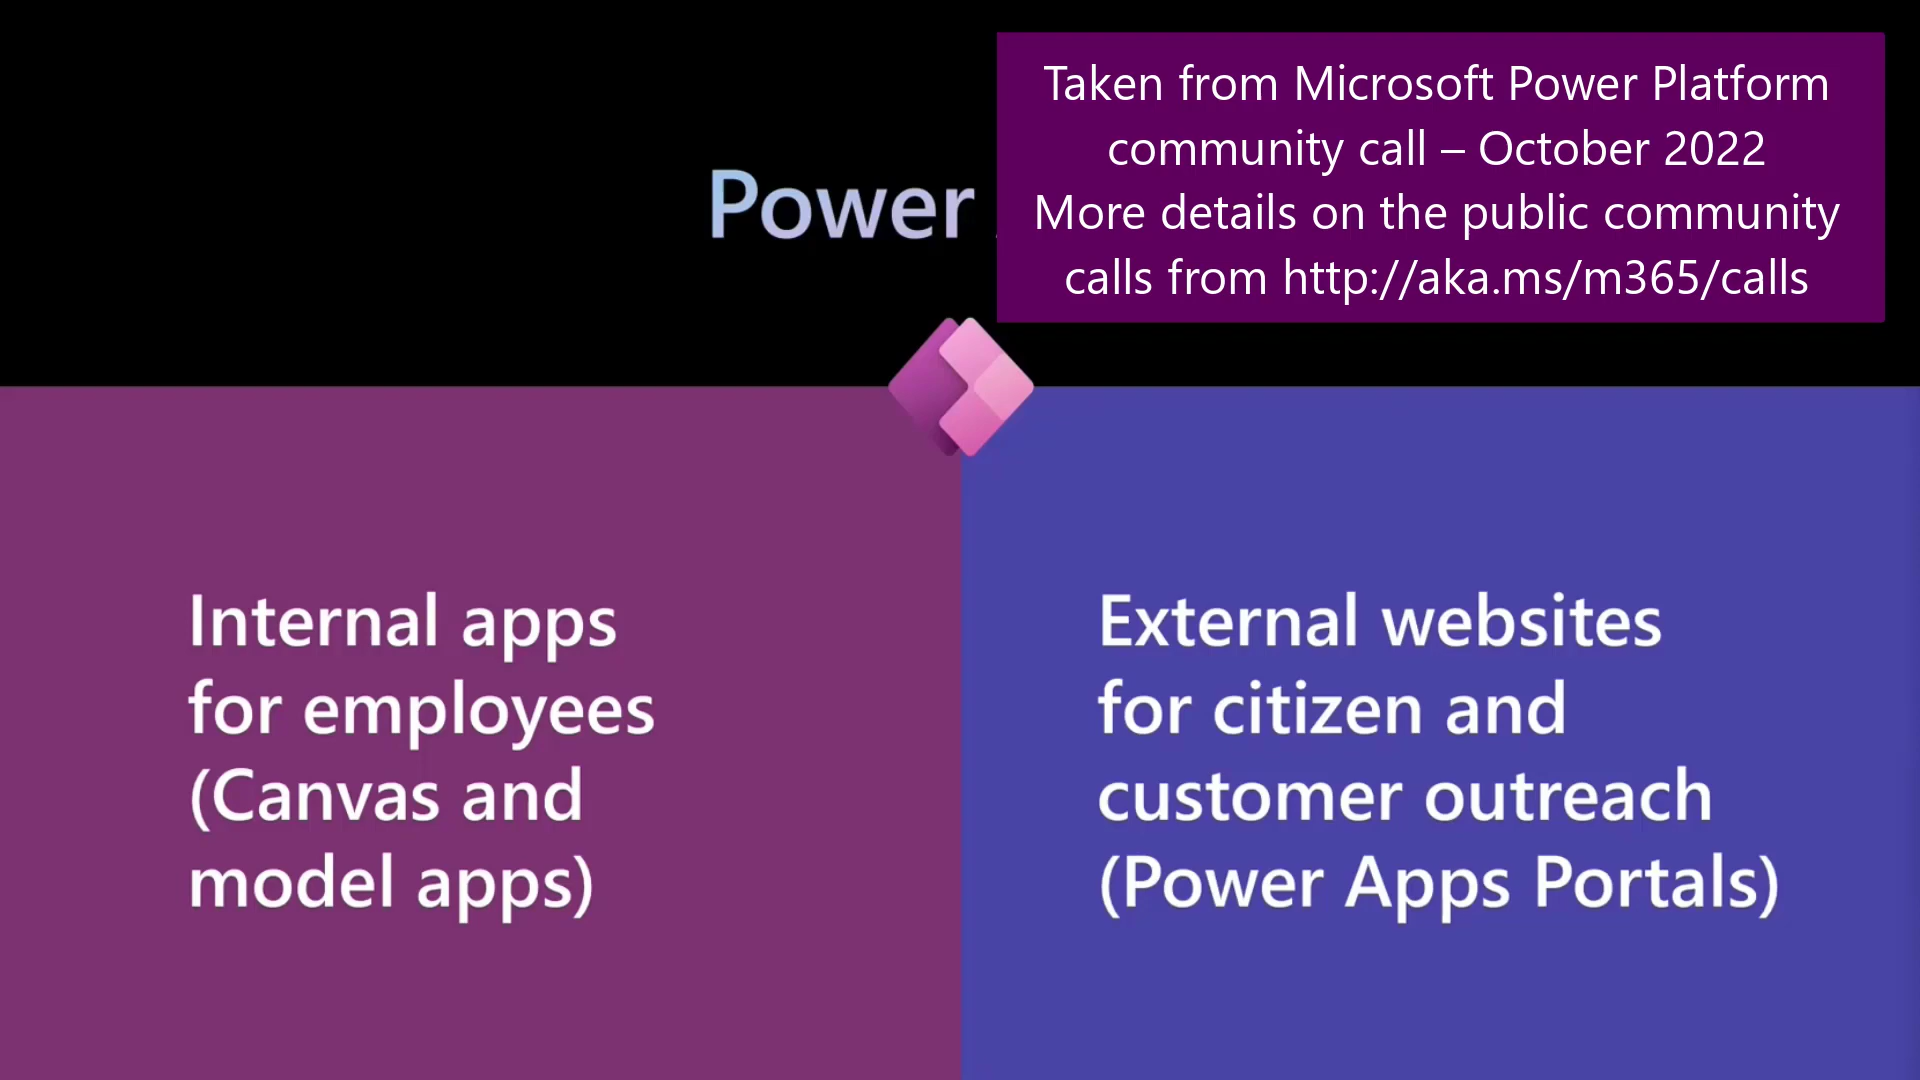 Power
Taken from Microsoft Power Platform
community call – October 2022
More details on the public community
calls from http://aka.ms/m365/calls
Internal apps
for employees
(Canvas and
model apps)
External websites
for citizen and
customer outreach
(Power Apps Portals)